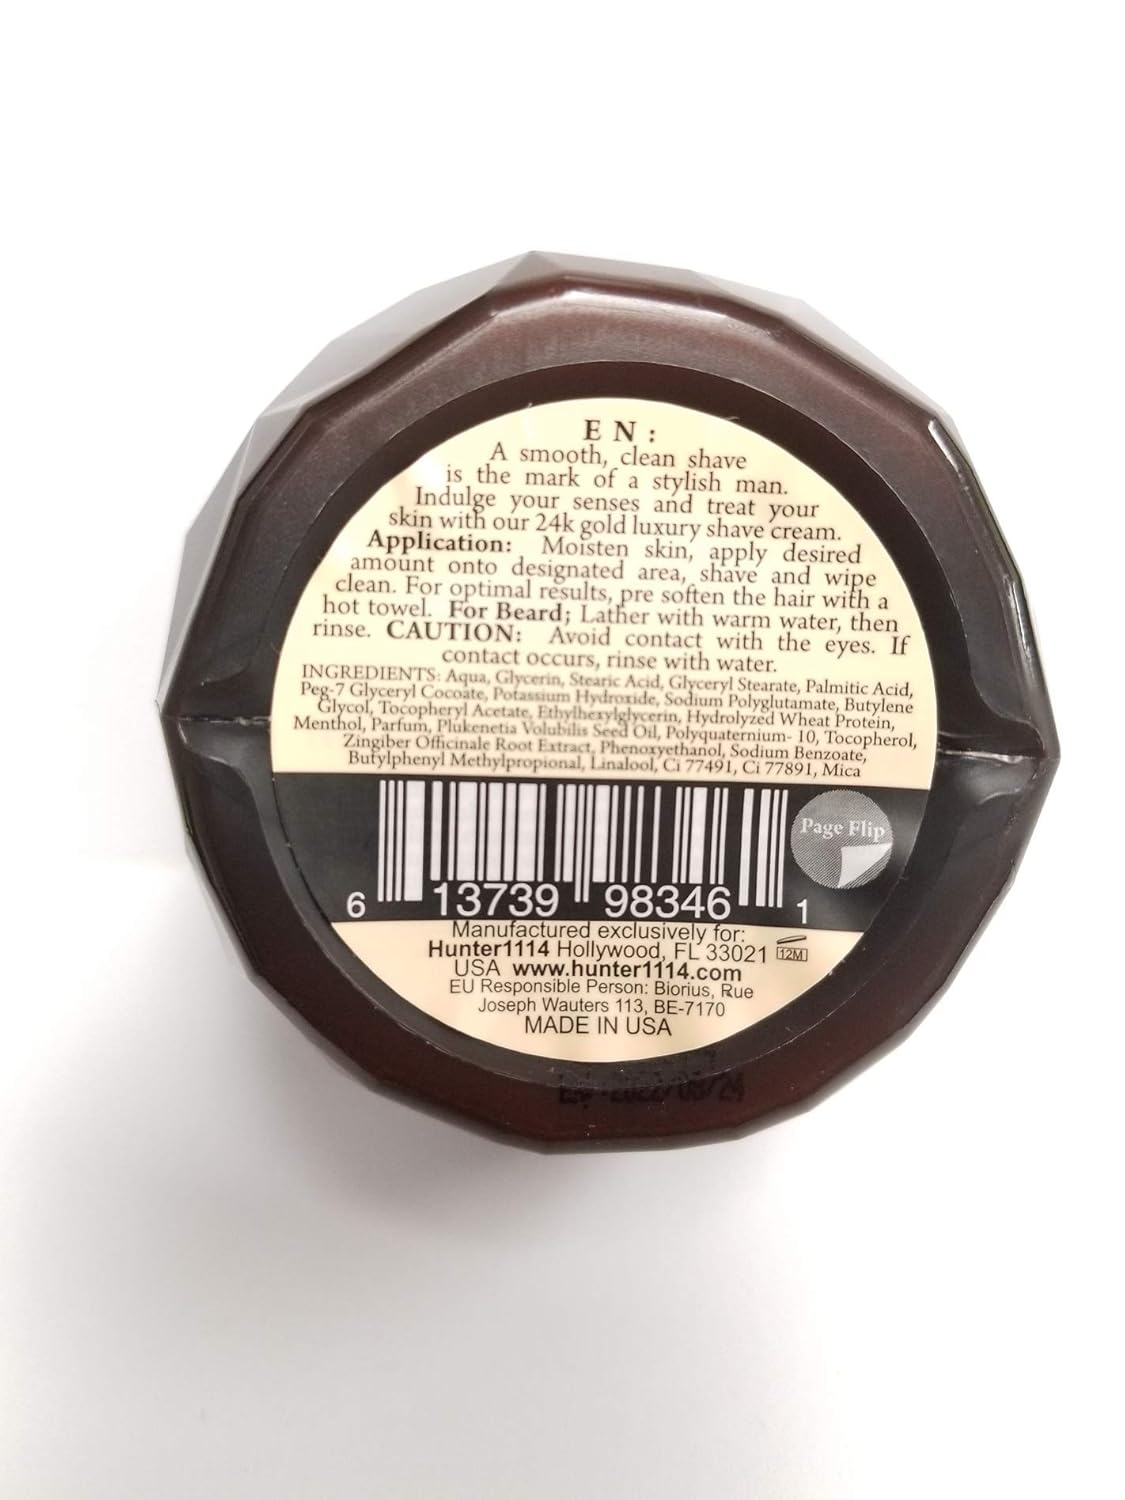 EN:
A smooth, clean shave
is the mark of a stylish man.
Indulge your senses and treat your
skin with our 24k gold luxury shave cream.
Application: Moisten skin, apply desired
amount onto designated area, shave and wipe
clean. For optimal results, pre soften the hair with a
hot towel. For Beard; Lather with warm water, then
rinse. CAUTION: Avoid contact with the eyes. If
contact occurs, rinse with water.
INGREDIENTS: Aqua, Glycerin, Stearic Acid, Glyceryl Stearate, Palmitic Acid,
Peg-7 Glyceryl Cocoate, Potassium Hydroxide, Sodium Polyglutamate, Butylene
Glycol, Tocopheryl Acetate, Ethylhexylglycerin, Hydrolyzed Wheat Protein,
Menthol, Parfum, Plukenetia Volubilis Seed Oil, Polyquaternium- 10, Tocopherol,
Zingiber Officinale Root Extract, Phenoxyethanol, Sodium Benzoate,
Butylphenyl Methylpropional, Linalool, Ci 77491, Ci 77891, Mica
Page Flip
6 13739 98346 1
Manufactured exclusively for:
Hunter1114 Hollywood, FL 33021
12M
USA www.hunter1114.com
EU Responsible Person: Biorius, Rue
Joseph Wauters 113, BE-7170
MADE IN USA